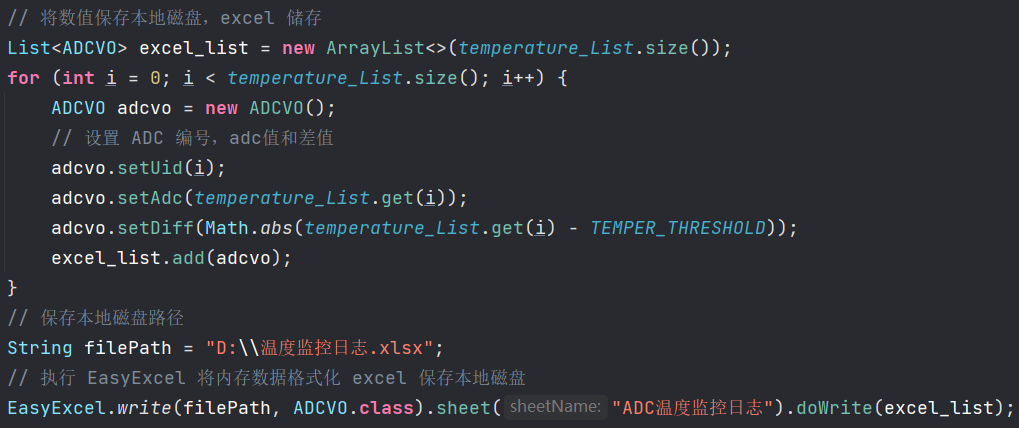 // 将数值保存本地磁盘，excel 储存
List<ADCVO> excel_list = new ArrayList<>(temperature_List.size());
for (int i = 0; i < temperature_List.size(); i++) {
    ADCVO adcvo = new ADCVO();
    // 设置 ADC 编号，adc值和差值
    adcvo.setUid(i);
    adcvo.setAdc(temperature_List.get(i));
    adcvo.setDiff(Math.abs(temperature_List.get(i) - TEMPER_THRESHOLD));
    excel_list.add(adcvo);
}
// 保存本地磁盘路径
String filePath = "D:\\温度监控日志.xlsx";
// 执行 EasyExcel 将内存数据格式化 excel 保存本地磁盘
EasyExcel.write(filePath, ADCVO.class).sheet( sheetName: "ADC温度监控日志").doWrite(excel_list);